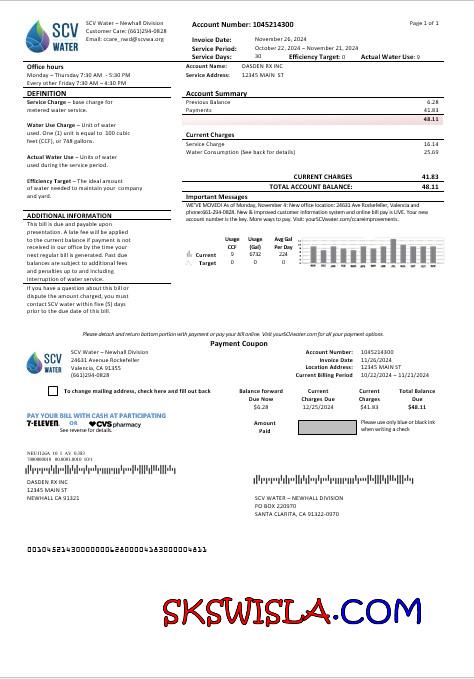 SCV
WATER
SCV Water – Newhall Division
Customer Care: (661)294-0828
Email: ccare_nwd@scvwa.org
Account Number: 1045214300
Page 1 of 1
Invoice Date: November 26, 2024
Service Period: October 22, 2024 – November 21, 2024
Service Days: 30 Efficiency Target: 0 Actual Water Use: 9
Office hours
Monday – Thursday 7:30 AM - 5:30 PM
Every other Friday 7:30 AM – 4:30 PM
Account Name: DASDEN RX INC
Service Address: 12345 MAIN ST
DEFINITION
Service Charge – base charge for
metered water service.
Water Use Charge – Unit of water
used. One (1) unit is equal to 100 cubic
feet (CCF), or 748 gallons.
Actual Water Use – Units of water
used during the service period.
Efficiency Target – The ideal amount
of water needed to maintain your company
and yard.
ADDITIONAL INFORMATION
This bill is due and payable upon
presentation. A late fee will be applied
to the current balance if payment is not
received in our office by the time your
next regular bill is generated. Past due
balances are subject to additional fees
and penalties up to and including
interruption of water service.
If you have a question about this bill or
dispute the amount charged, you must
contact SCV water within five (5) days
prior to the due date of this bill.
Account Summary
Previous Balance 6.28
Payments 41.83
48.11
Current Charges
Service Charge 16.14
Water Consumption (See back for details) 25.69
CURRENT CHARGES 41.83
TOTAL ACCOUNT BALANCE: 48.11
Important Messages
WE'VE MOVED! As of Monday, November 4: New office location: 24631 Ave Rockefeller, Valencia and
phone:661-294-0828. New & improved customer information system and online bill pay is LIVE. Your new
account number is the key. More ways to pay. Visit: yourSCVwater.com/ccareimprovements.
Usage Usage Avg Gal
CCF (Gal) Per Day
Current 9 6732 224
Target 0 0 0
Please detach and return bottom portion with payment or pay your bill online. Visit yourSCVwater.com for all your payment options.
Payment Coupon
SCV
WATER
SCV Water – Newhall Division
24631 Avenue Rockefeller
Valencia, CA 91355
(661)294-0828
Account Number: 1045214300
Invoice Date 11/26/2024
Location Address: 12345 MAIN ST
Current Billing Period: 10/22/2024 – 11/21/2024
To change mailing address, check here and fill out back
Balance forward Current Current Total Balance
Due Now Charges Due Charges Due
$6.28 12/25/2024 $41.83 $48.11
PAY YOUR BILL WITH CASH AT PARTICIPATING
7-ELEVEN OR CVS pharmacy
See reverse for details.
Amount
Paid
Please use only blue or black ink
when writing a check
DASDEN RX INC
12345 MAIN ST
NEWHALL CA 91321
SCV WATER – NEWHALL DIVISION
PO BOX 220970
SANTA CLARITA, CA 91322-0970
SKSWISLA.COM